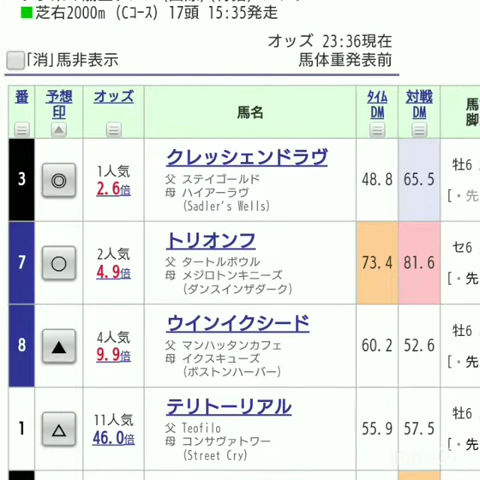 ■芝右2000m (Cコース) 17頭 15:35発走
オッズ 23:36現在
「消」馬非表示
馬体重発表前
番 予想印 オッズ 馬名 タイムDM 対戦DM 馬脚
3 ◎ 1人気 2.6倍 クレッシェンドラヴ 48.8 65.5 牡6
父 ステイゴールド
母 ハイアーラヴ [・先
(Sadler's Wells)
7 ○ 2人気 4.9倍 トリオンフ 73.4 81.6 セ6
父 タートルボウル
母 メジロトンキニーズ [・先
(ダンスインザダーク)
8 ▲ 4人気 9.9倍 ウインイクシード 60.2 52.6 牡6
父 マンハッタンカフェ
母 イクスキューズ [・先
(ボストンハーバー)
1 △ 11人気 46.0倍 テリトーリアル 55.9 57.5 牡6
父 Teofilo
母 コンサヴァトワー [・先
(Street Cry)